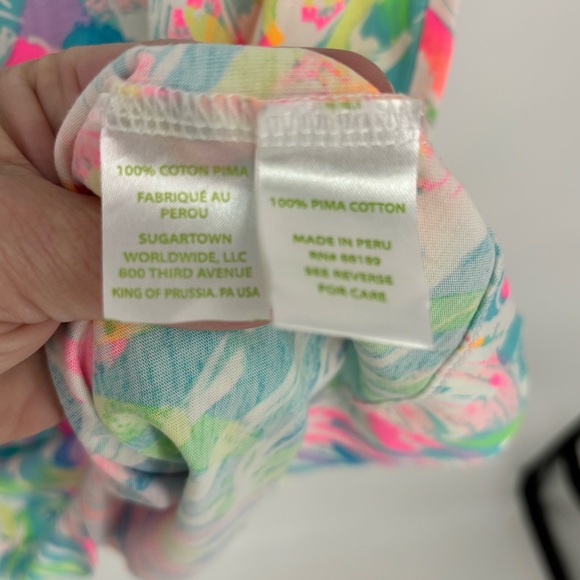 100% COTON PIMA
FABRIQUÉ AU
PEROU
SUGARTOWN
WORLDWIDE, LLC
800 THIRD AVENUE
KING OF PRUSSIA. PA USA
100% PIMA COTTON
MADE IN PERU
RN# 88189
SEE REVERSE
FOR CARE